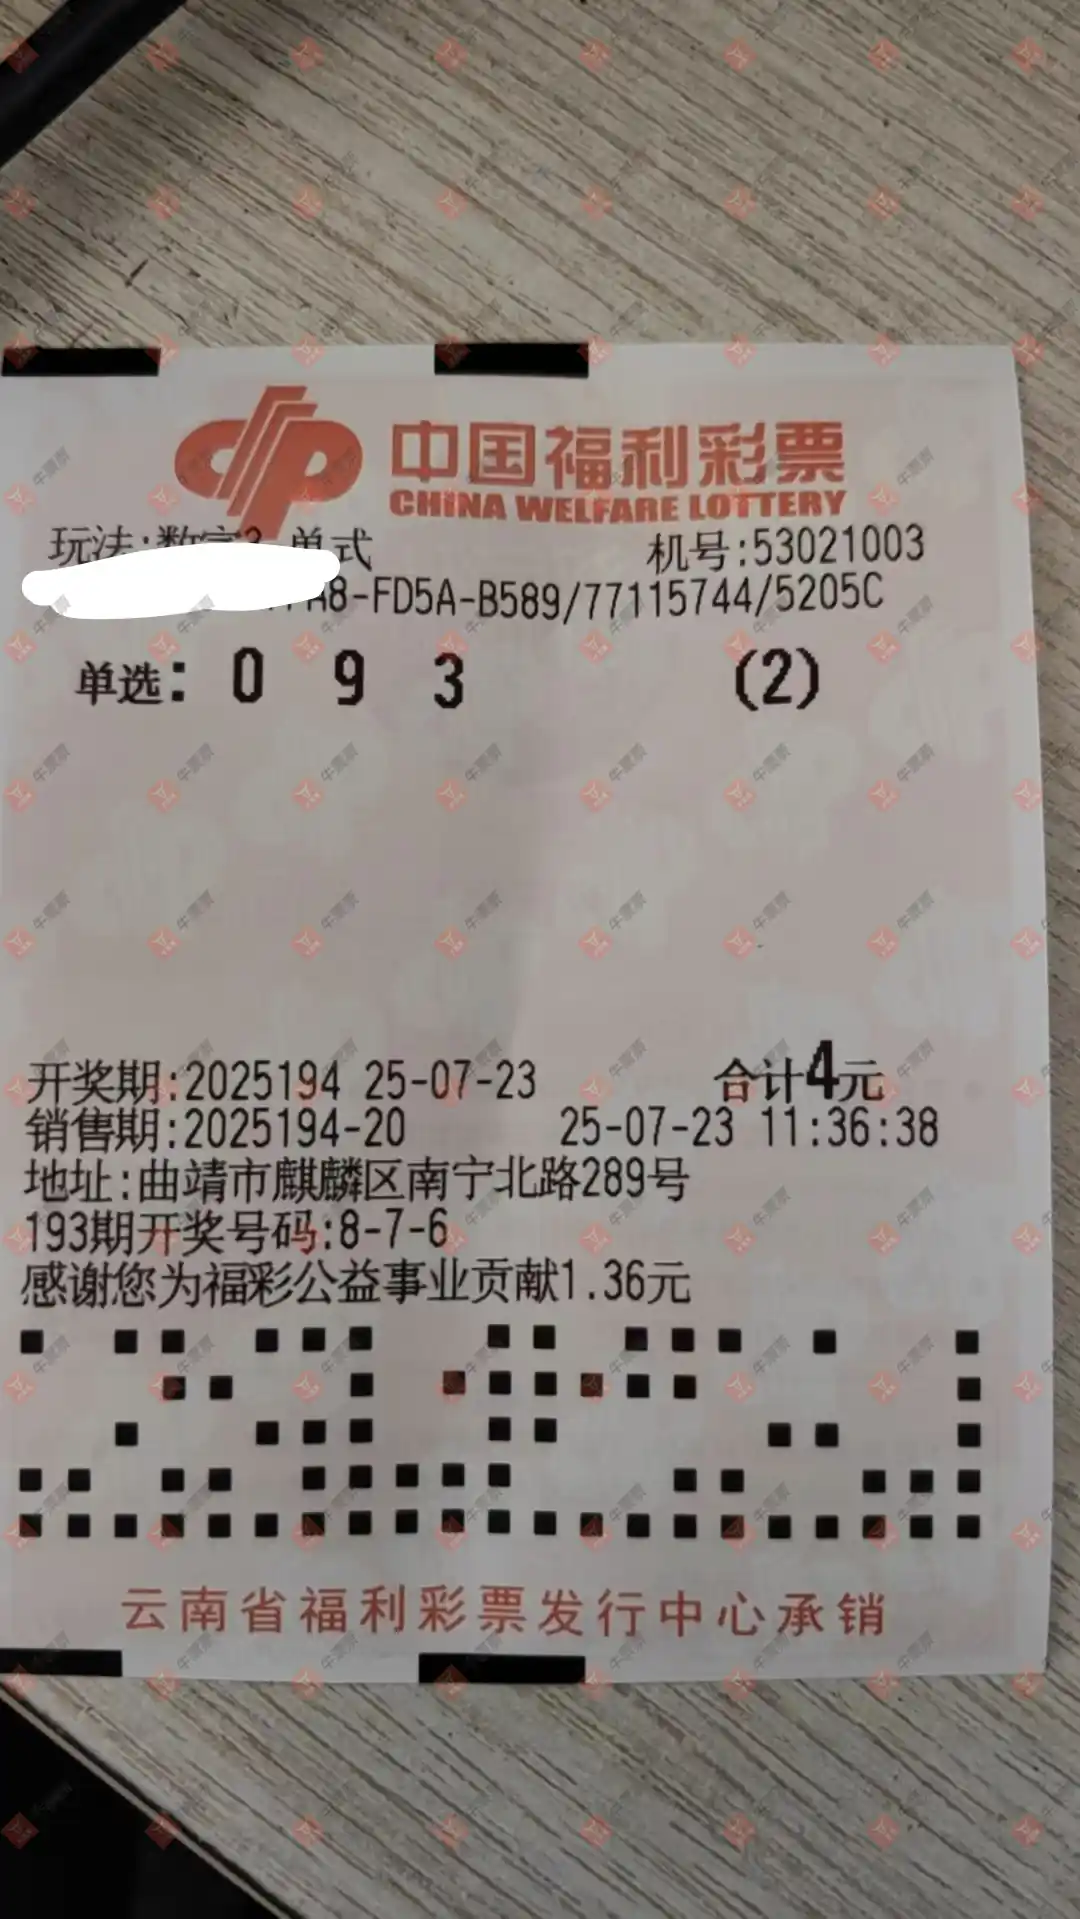 中国福利彩票
CHINA WELFARE LOTTERY
玩法:数字3 单式 机号:53021003
A8-FD5A-B589/77115744/5205C
单选: 0 9 3 (2)
开奖期:2025194 25-07-23 合计4元
销售期:2025194-20 25-07-23 11:36:38
地址:曲靖市麒麟区南宁北路289号
193期开奖号码:8-7-6
感谢您为福彩公益事业贡献1.36元
云南省福利彩票发行中心承销